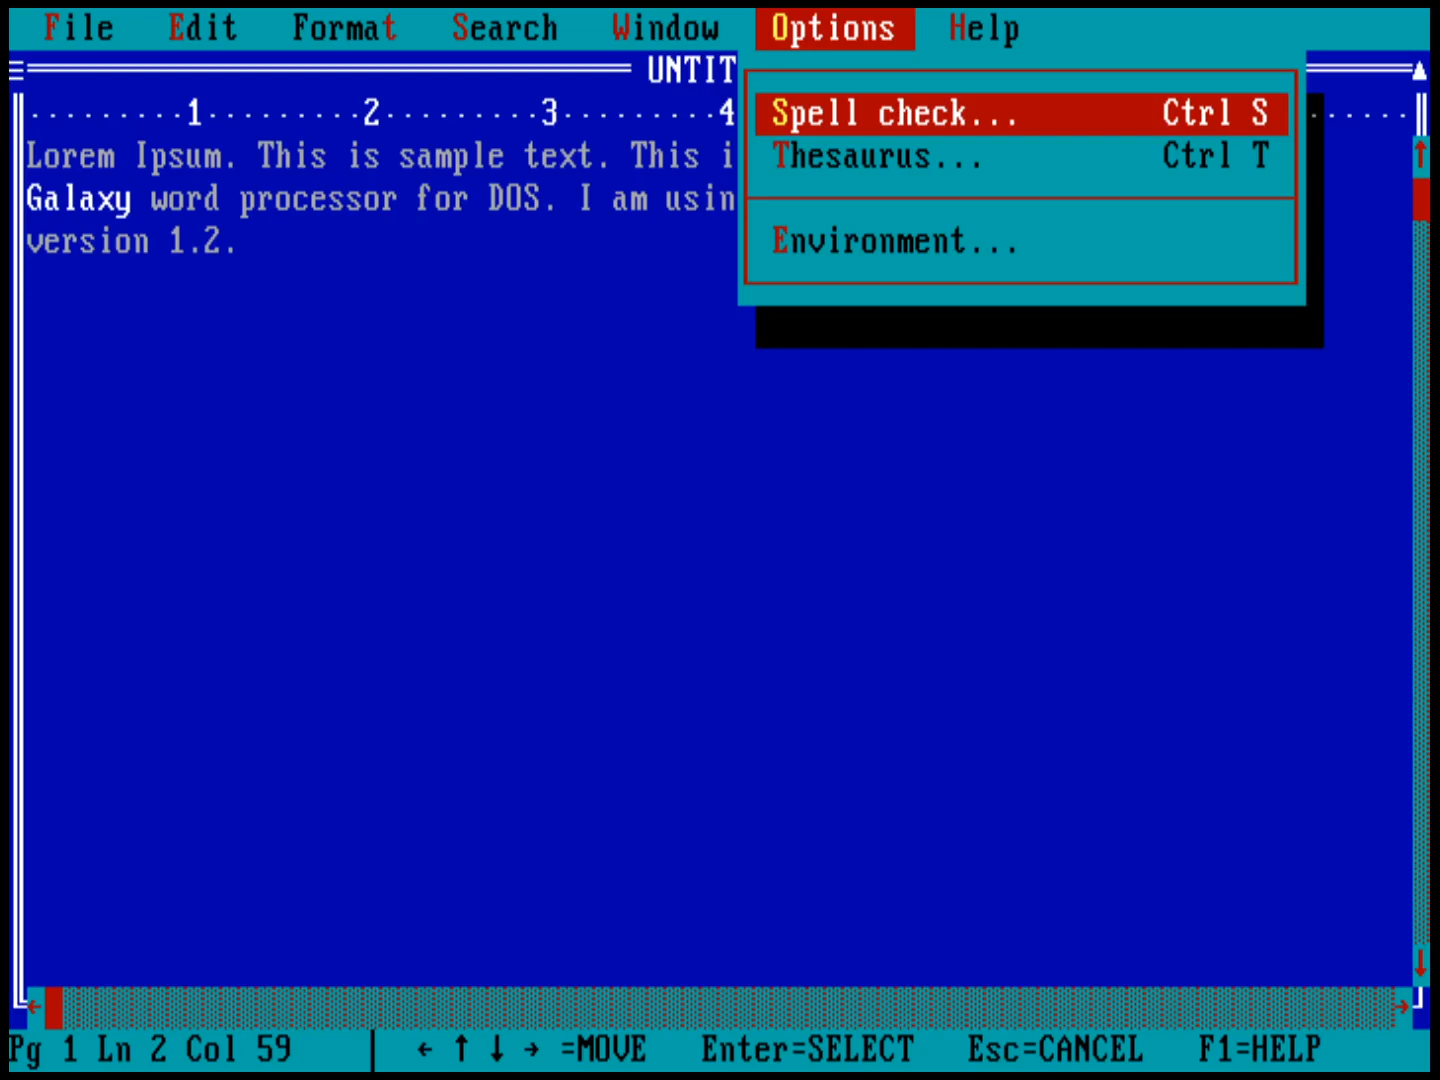 File Edit Format Search Window Options Help
UNTIT
.........1.........2.........3.........4 ......
Spell check... Ctrl S
Lorem Ipsum. This is sample text. This i
Thesaurus... Ctrl T
Galaxy word processor for DOS. I am usin
version 1.2.
Environment...
Pg 1 Ln 2 Col 59 ← ↑ ↓ → =MOVE Enter=SELECT Esc=CANCEL F1=HELP